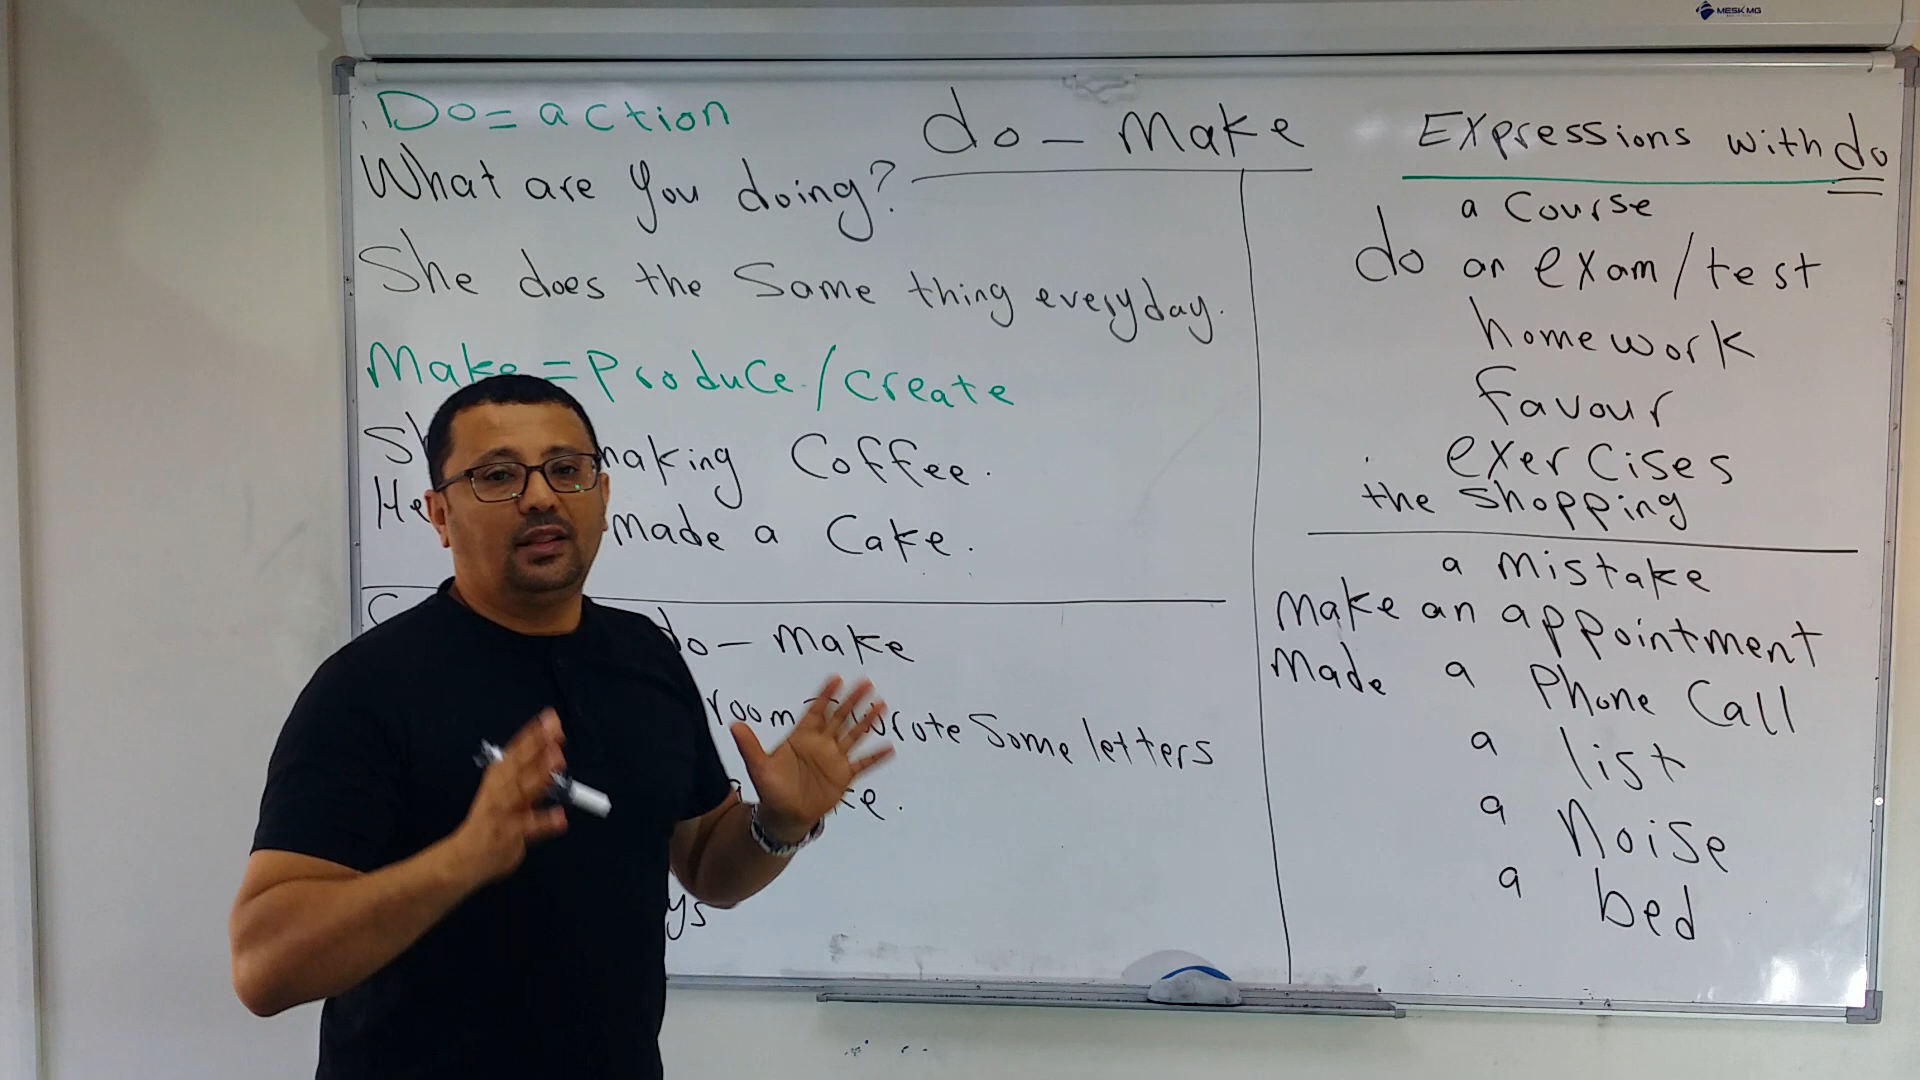 MESK MG
do - Make
Do = action
What are you doing?
She does the Same thing everyday.
Make = Produce / create
making Coffee.
He made a Cake.
do - Make
room - wrote Some letters
Expressions with do
a Course
do an exam / test
homework
favour
exercises
the shopping
a mistake
Make an appointment
Made a Phone Call
a list
a Noise
a bed